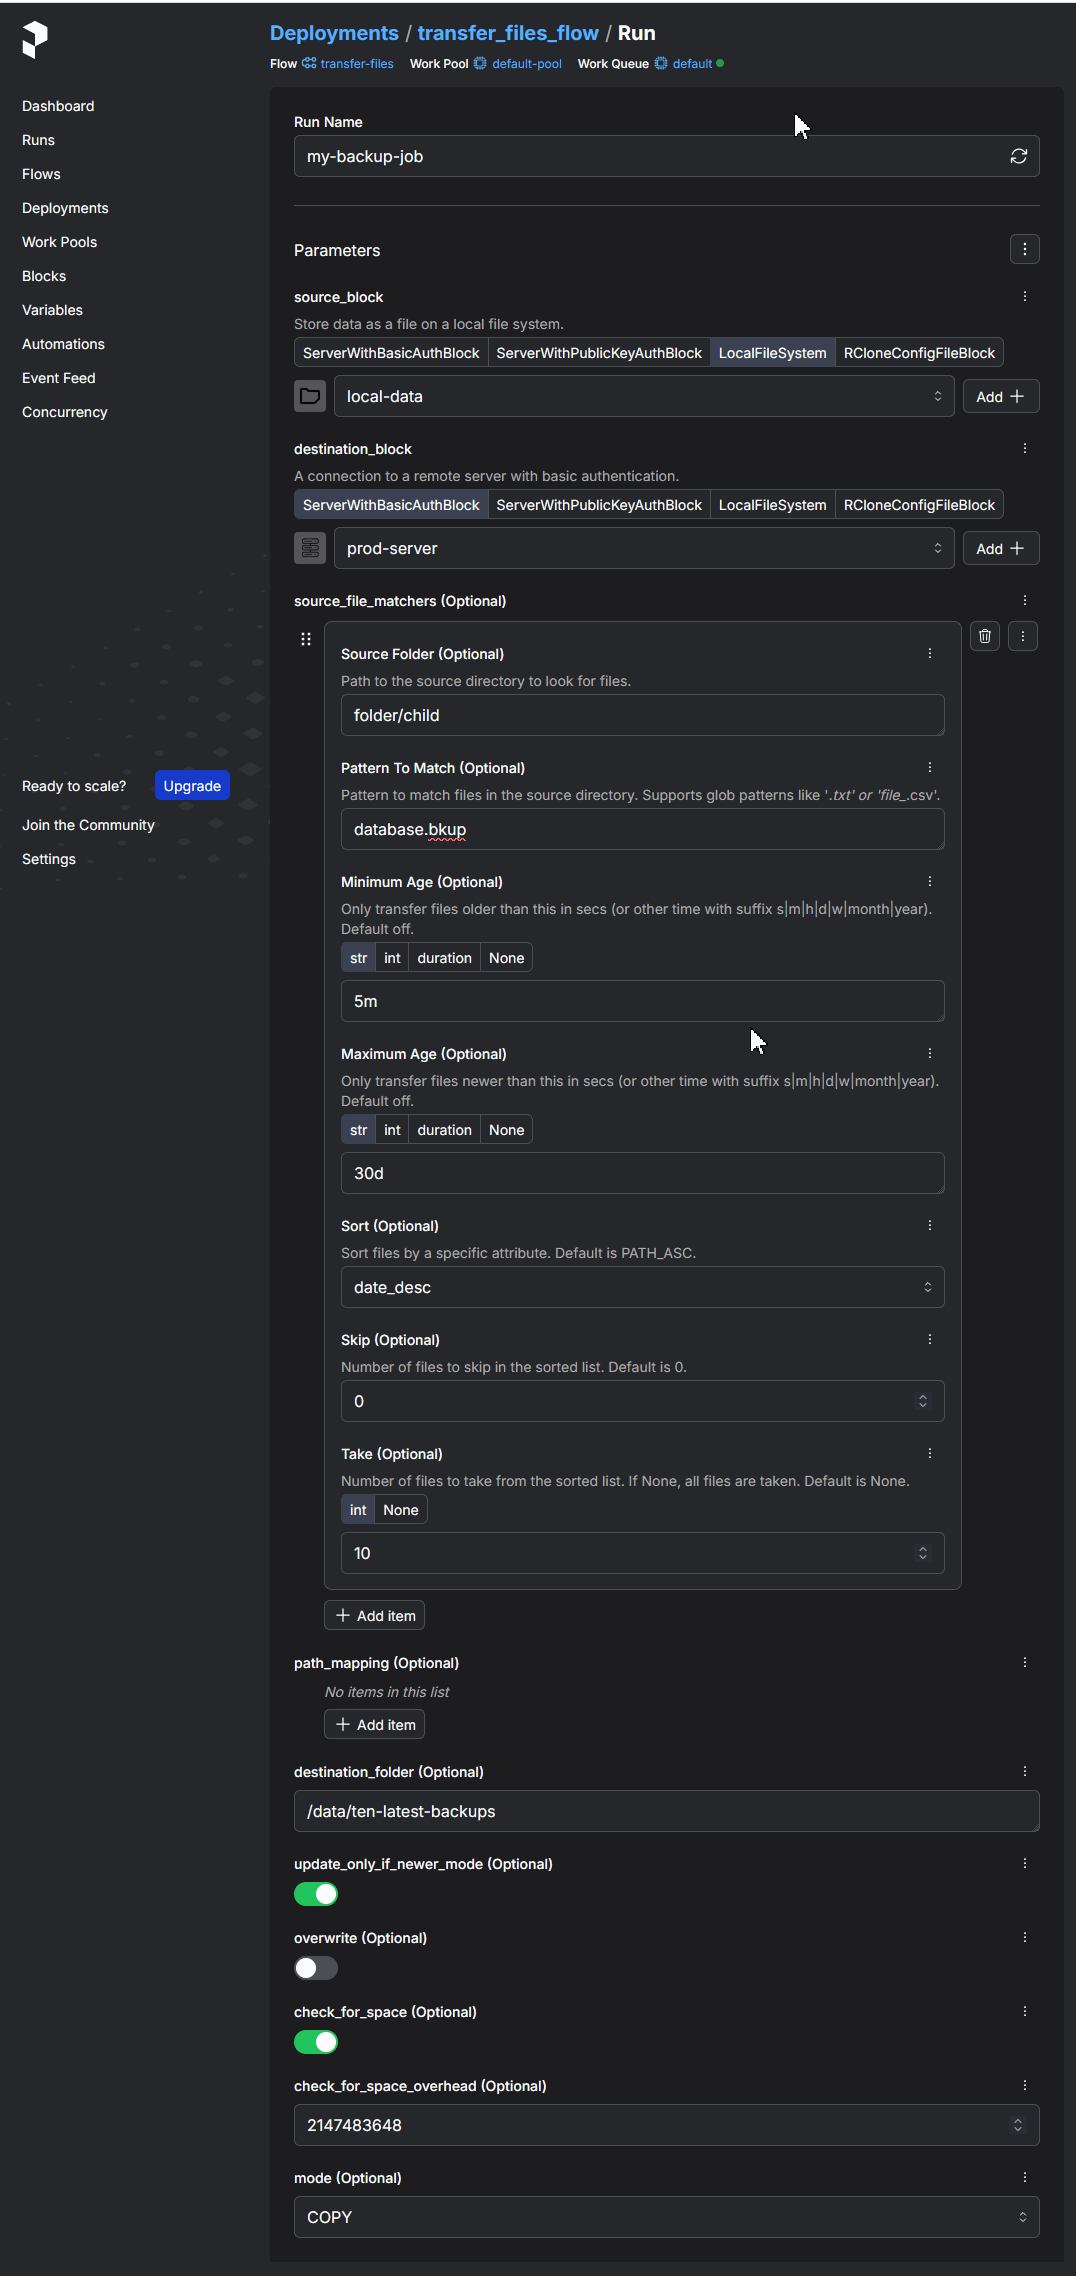 Deployments / transfer_files_flow / Run
Flow transfer-files Work Pool default-pool Work Queue default
Dashboard
Runs
Flows
Deployments
Work Pools
Blocks
Variables
Automations
Event Feed
Concurrency
Ready to scale? Upgrade
Join the Community
Settings
Run Name
my-backup-job
Parameters
source_block
Store data as a file on a local file system.
ServerWithBasicAuthBlock ServerWithPublicKeyAuthBlock LocalFileSystem RCloneConfigFileBlock
local-data Add +
destination_block
A connection to a remote server with basic authentication.
ServerWithBasicAuthBlock ServerWithPublicKeyAuthBlock LocalFileSystem RCloneConfigFileBlock
prod-server Add +
source_file_matchers (Optional)
Source Folder (Optional)
Path to the source directory to look for files.
folder/child
Pattern To Match (Optional)
Pattern to match files in the source directory. Supports glob patterns like '.txt' or 'file_.csv'.
database.bkup
Minimum Age (Optional)
Only transfer files older than this in secs (or other time with suffix s|m|h|d|w|month|year).
Default off.
str int duration None
5m
Maximum Age (Optional)
Only transfer files newer than this in secs (or other time with suffix s|m|h|d|w|month|year).
Default off.
str int duration None
30d
Sort (Optional)
Sort files by a specific attribute. Default is PATH_ASC.
date_desc
Skip (Optional)
Number of files to skip in the sorted list. Default is 0.
0
Take (Optional)
Number of files to take from the sorted list. If None, all files are taken. Default is None.
int None
10
+ Add item
path_mapping (Optional)
No items in this list
+ Add item
destination_folder (Optional)
/data/ten-latest-backups
update_only_if_newer_mode (Optional)
overwrite (Optional)
check_for_space (Optional)
check_for_space_overhead (Optional)
2147483648
mode (Optional)
COPY